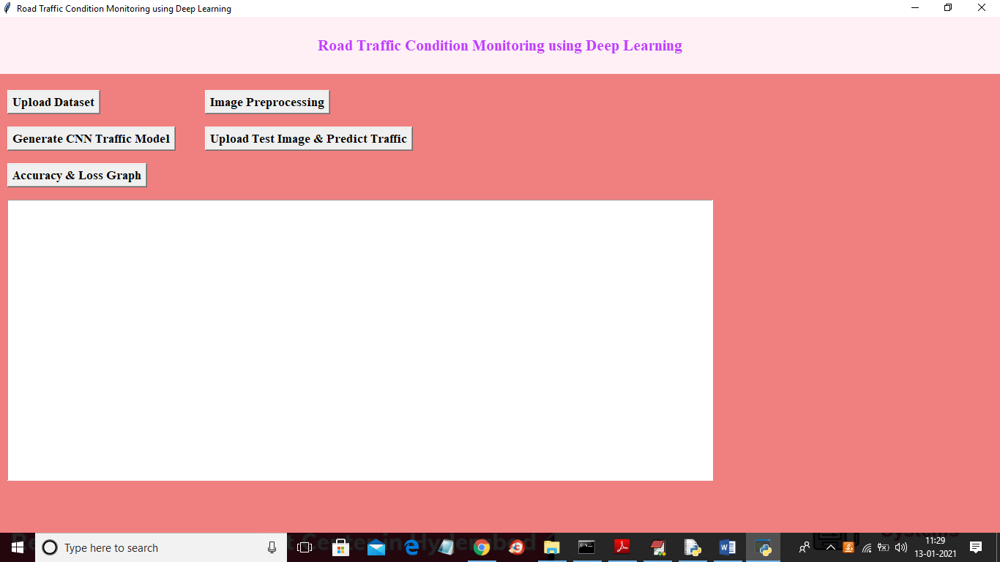 Road Traffic Condition Monitoring using Deep Learning
Road Traffic Condition Monitoring using Deep Learning
Upload Dataset
Image Preprocessing
Generate CNN Traffic Model
Upload Test Image & Predict Traffic
Accuracy & Loss Graph
Type here to search
11:29
13-01-2021